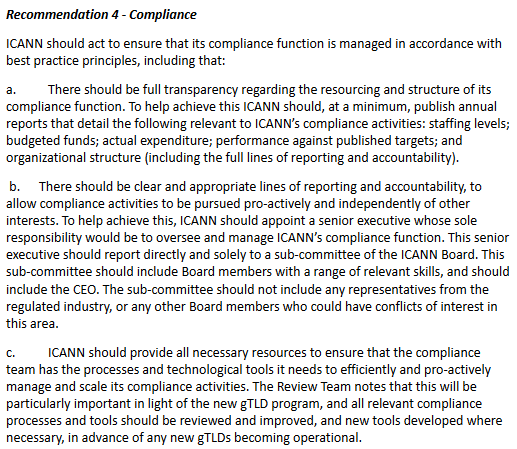 Recommendation 4 - Compliance
ICANN should act to ensure that its compliance function is managed in accordance with
best practice principles, including that:
a. There should be full transparency regarding the resourcing and structure of its
compliance function. To help achieve this ICANN should, at a minimum, publish annual
reports that detail the following relevant to ICANN's compliance activities: staffing levels;
budgeted funds; actual expenditure; performance against published targets; and
organizational structure (including the full lines of reporting and accountability).
b. There should be clear and appropriate lines of reporting and accountability, to
allow compliance activities to be pursued pro-actively and independently of other
interests. To help achieve this, ICANN should appoint a senior executive whose sole
responsibility would be to oversee and manage ICANN's compliance function. This senior
executive should report directly and solely to a sub-committee of the ICANN Board. This
sub-committee should include Board members with a range of relevant skills, and should
include the CEO. The sub-committee should not include any representatives from the
regulated industry, or any other Board members who could have conflicts of interest in
this area.
c. ICANN should provide all necessary resources to ensure that the compliance
team has the processes and technological tools it needs to efficiently and pro-actively
manage and scale its compliance activities. The Review Team notes that this will be
particularly important in light of the new gTLD program, and all relevant compliance
processes and tools should be reviewed and improved, and new tools developed where
necessary, in advance of any new gTLDs becoming operational.